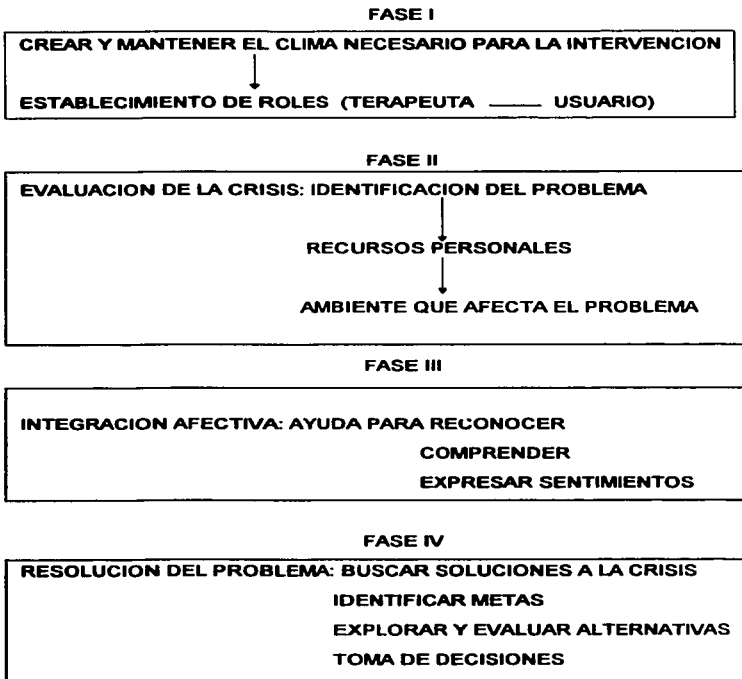 FASE I
CREAR Y MANTENER EL CLIMA NECESARIO PARA LA INTERVENCION
ESTABLECIMIENTO DE ROLES (TERAPEUTA ____ USUARIO)
FASE II
EVALUACION DE LA CRISIS: IDENTIFICACION DEL PROBLEMA
RECURSOS PERSONALES
AMBIENTE QUE AFECTA EL PROBLEMA
FASE III
INTEGRACION AFECTIVA: AYUDA PARA RECONOCER
COMPRENDER
EXPRESAR SENTIMIENTOS
FASE IV
RESOLUCION DEL PROBLEMA: BUSCAR SOLUCIONES A LA CRISIS
IDENTIFICAR METAS
EXPLORAR Y EVALUAR ALTERNATIVAS
TOMA DE DECISIONES